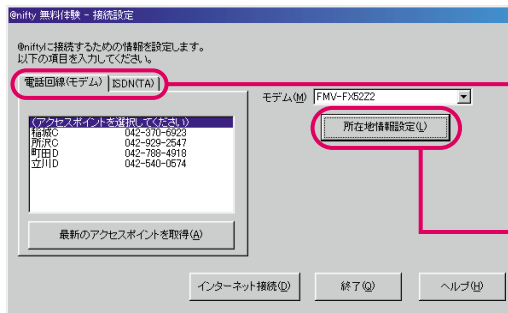 @nifty 無料体験 - 接続設定
@niftyに接続するための情報を設定します。
以下の項目を入力してください。
電話回線(モデム) ISDN(TA)
モデム(M) FMV-FX52Z2
(アクセスポイントを選択してください)
稲城C 042-370-6923
所沢C 042-929-2547
町田D 042-788-4918
立川D 042-540-0574
所在地情報設定(L)
最新のアクセスポイントを取得(A)
インターネット接続(D) 終了(Q) ヘルプ(H)